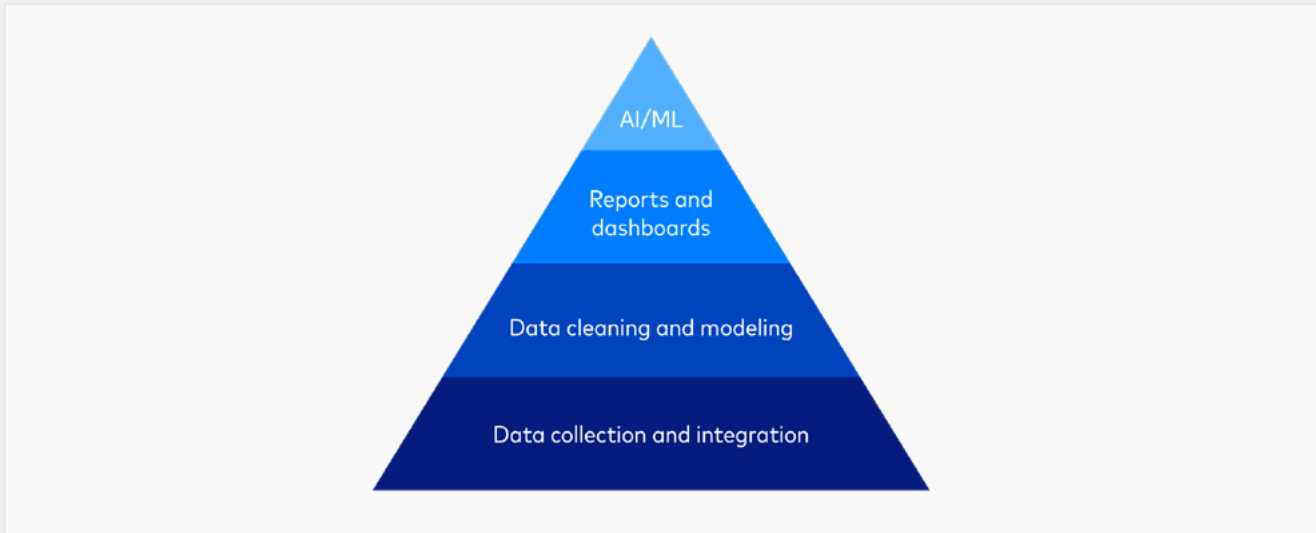 AI/ML
Reports and
dashboards
Data cleaning and modeling
Data collection and integration